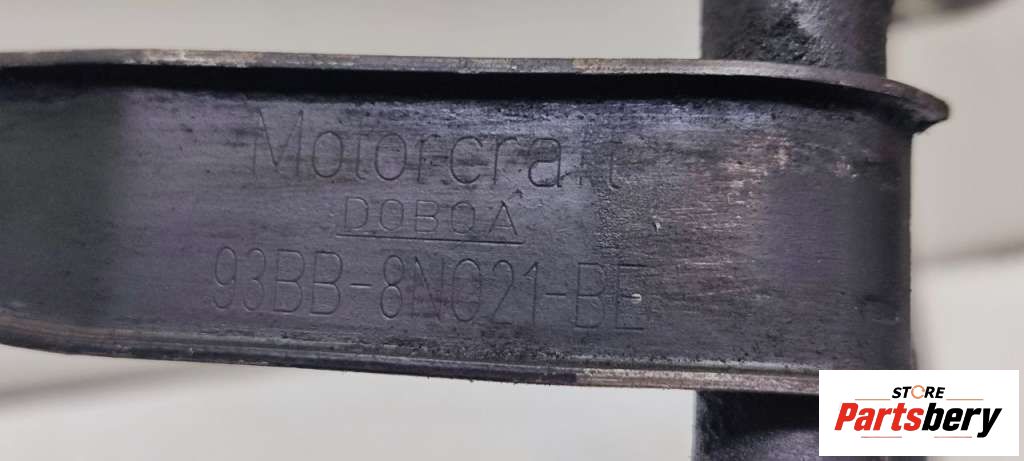 Motorcraft
DOBOA
93BB-8N021-BE
STORE
Partsbery